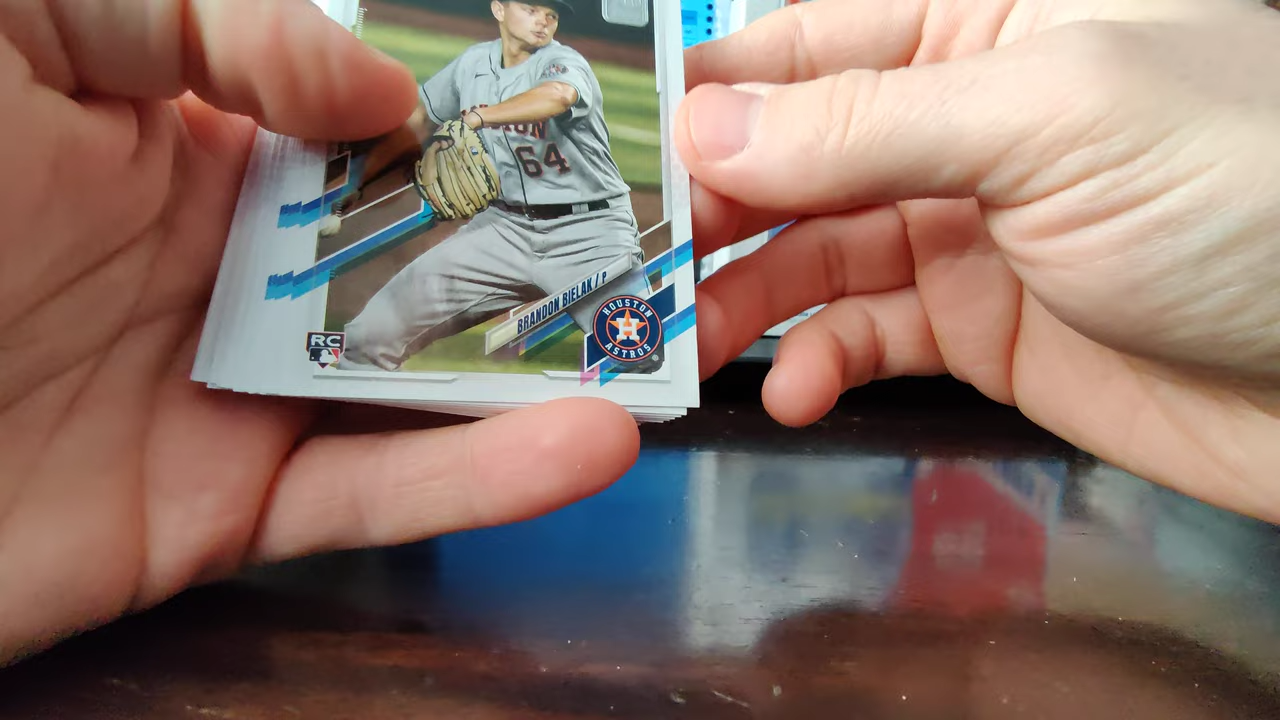 64
BRANDON BIELAK / P
HOUSTON
H
ASTROS
RC